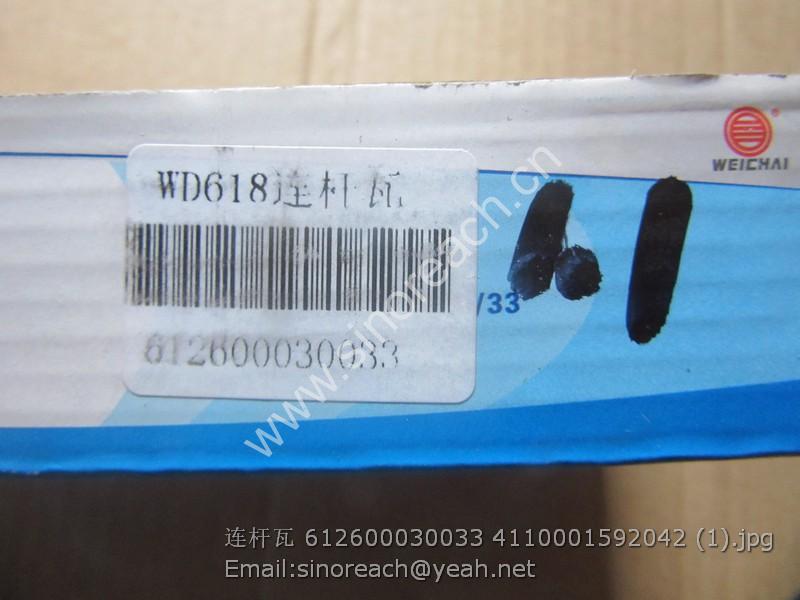 WEICHAI
WD618连杆瓦
/33
612600030033
www.sinoreach.cn
连杆瓦 612600030033 4110001592042 (1).jpg
Email:sinoreach@yeah.net